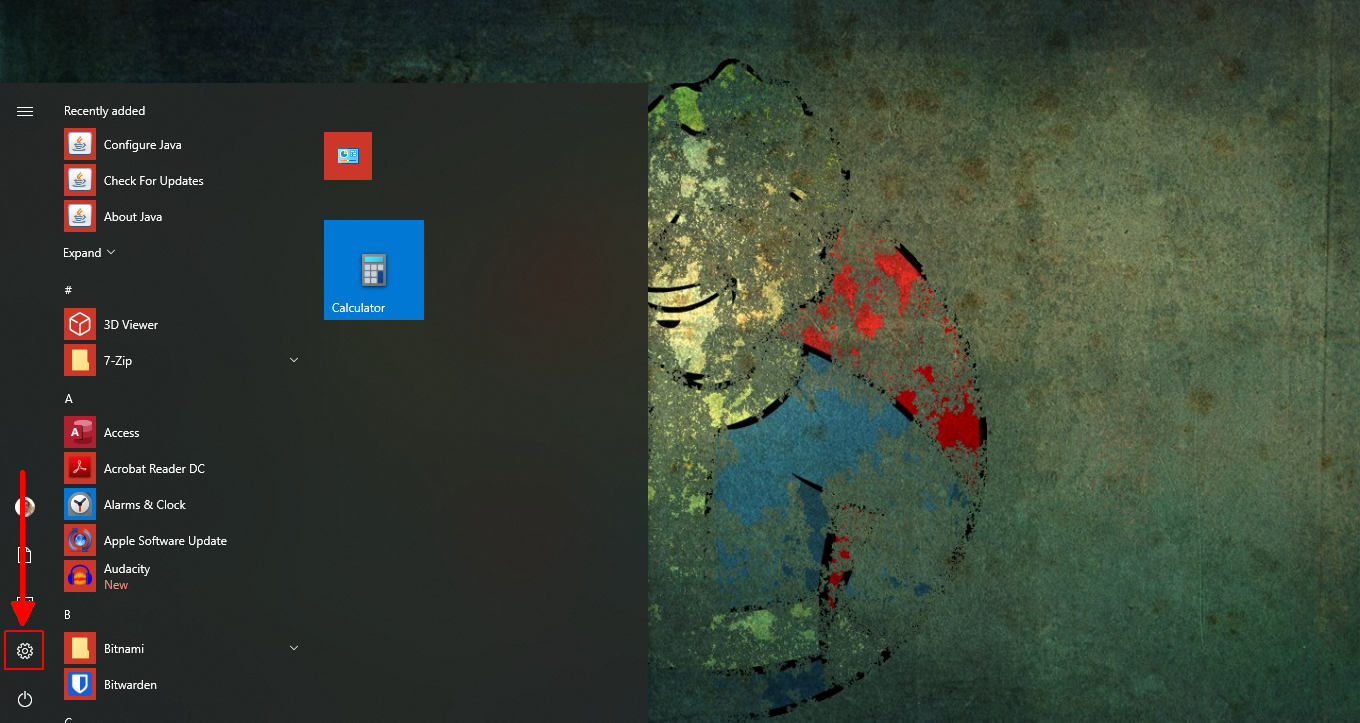 Recently added
Configure Java
Check For Updates
About Java
Expand
#
3D Viewer
7-Zip
A
Access
Acrobat Reader DC
Alarms & Clock
Apple Software Update
Audacity
New
B
Bitnami
Bitwarden
Calculator